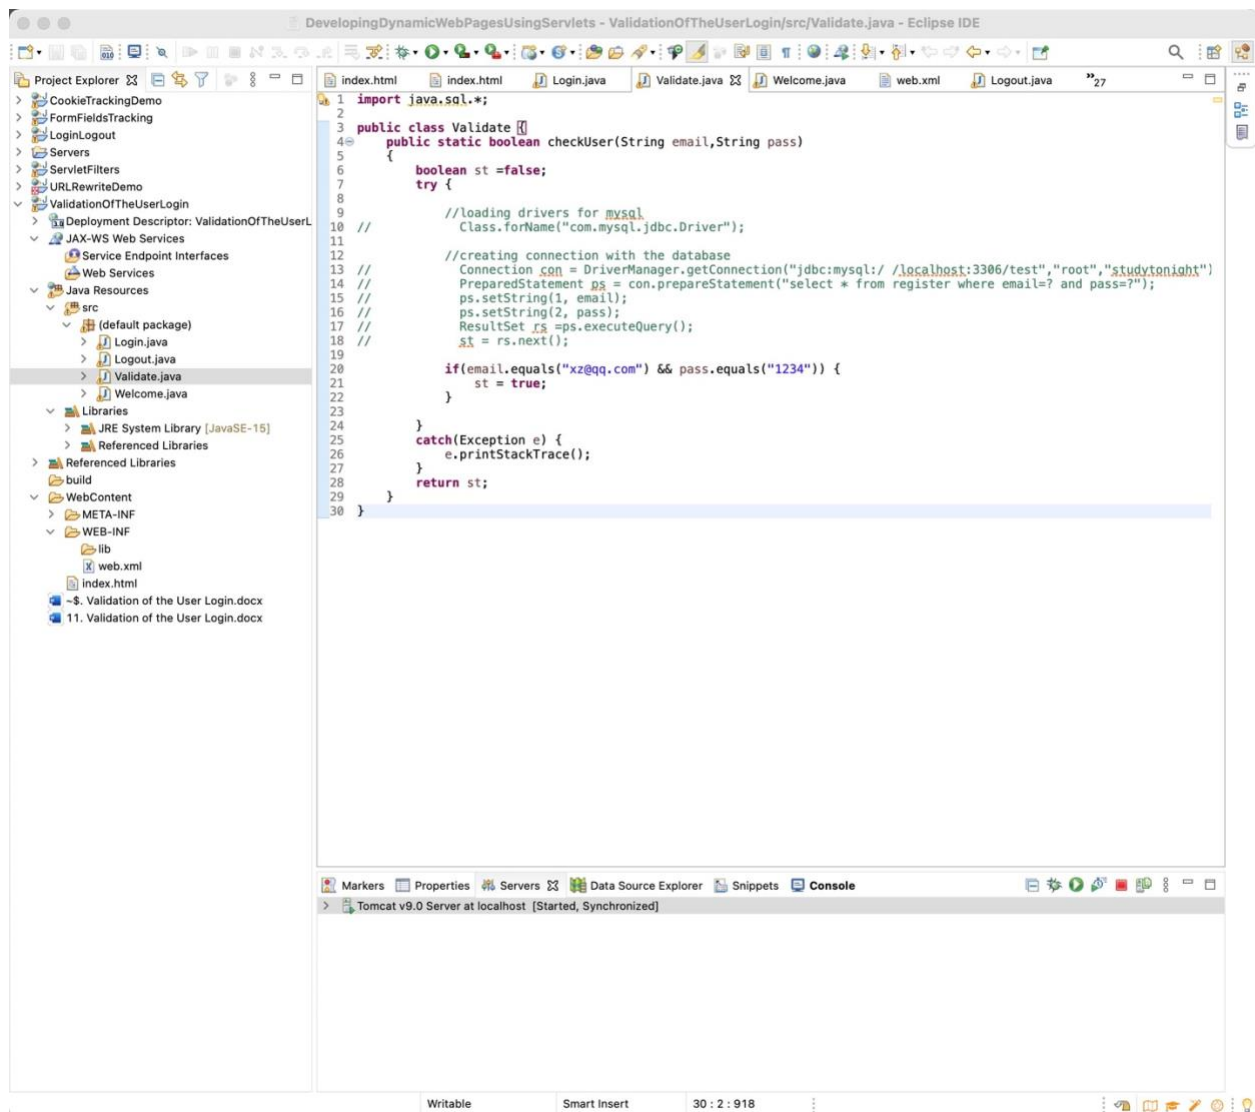 DevelopingDynamicWebPagesUsingServlets - ValidationOfTheUserLogin/src/Validate.java - Eclipse IDE
Project Explorer
CookieTrackingDemo
FormFieldsTracking
LoginLogout
Servers
ServletFilters
URLRewriteDemo
ValidationOfTheUserLogin
Deployment Descriptor: ValidationOfTheUserL
JAX-WS Web Services
Service Endpoint Interfaces
Web Services
Java Resources
src
(default package)
Login.java
Logout.java
Validate.java
Welcome.java
Libraries
JRE System Library [JavaSE-15]
Referenced Libraries
Referenced Libraries
build
WebContent
META-INF
WEB-INF
lib
web.xml
index.html
~$. Validation of the User Login.docx
11. Validation of the User Login.docx
index.html index.html Login.java Validate.java Welcome.java web.xml Logout.java »27
1 import java.sql.*;
2
3 public class Validate {
4 public static boolean checkUser(String email,String pass)
5 {
6 boolean st =false;
7 try {
8
9 //loading drivers for mysql
10 // Class.forName("com.mysql.jdbc.Driver");
11
12 //creating connection with the database
13 // Connection con = DriverManager.getConnection("jdbc:mysql:/ /localhost:3306/test","root","studytonight")
14 // PreparedStatement ps = con.prepareStatement("select * from register where email=? and pass=?");
15 // ps.setString(1, email);
16 // ps.setString(2, pass);
17 // ResultSet rs =ps.executeQuery();
18 // st = rs.next();
19
20 if(email.equals("xz@qq.com") && pass.equals("1234")) {
21 st = true;
22 }
23
24 }
25 catch(Exception e) {
26 e.printStackTrace();
27 }
28 return st;
29 }
30 }
Markers Properties Servers Data Source Explorer Snippets Console
Tomcat v9.0 Server at localhost [Started, Synchronized]
Writable Smart Insert 30 : 2 : 918